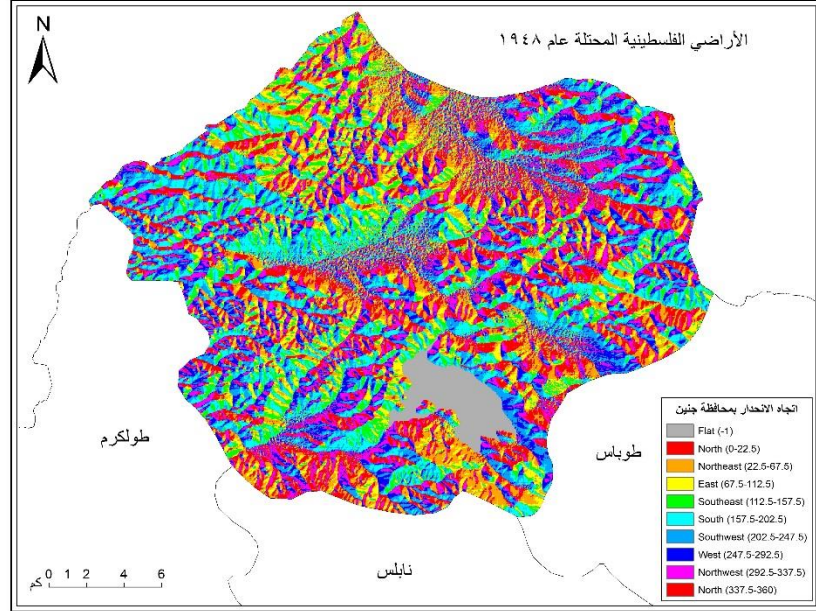 N
الأراضي الفلسطينية المحتلة عام ١٩٤٨
طولكرم
طوباس
نابلس
اتجاه الانحدار بمحافظة جنين
Flat (-1)
North (0-22.5)
Northeast (22.5-67.5)
East (67.5-112.5)
Southeast (112.5-157.5)
South (157.5-202.5)
Southwest (202.5-247.5)
West (247.5-292.5)
Northwest (292.5-337.5)
North (337.5-360)
0 1 2 4 6
كم